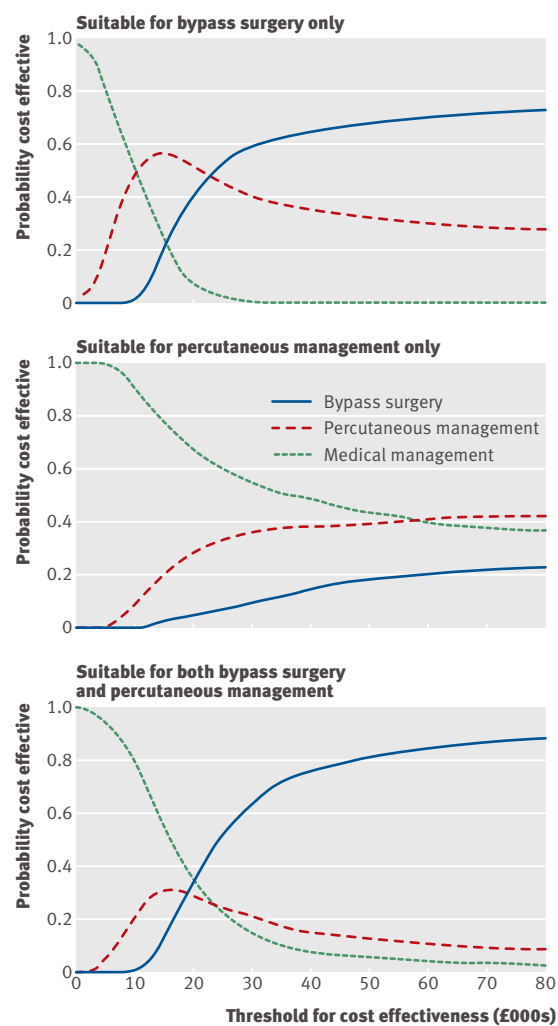 Suitable for bypass surgery only
Probability cost effective
1.0
0.8
0.6
0.4
0.2
0
Suitable for percutaneous management only
Probability cost effective
1.0
0.8
0.6
0.4
0.2
0
Bypass surgery
Percutaneous management
Medical management
Suitable for both bypass surgery
and percutaneous management
Probability cost effective
1.0
0.8
0.6
0.4
0.2
0
0 10 20 30 40 50 60 70 80
Threshold for cost effectiveness (£000s)